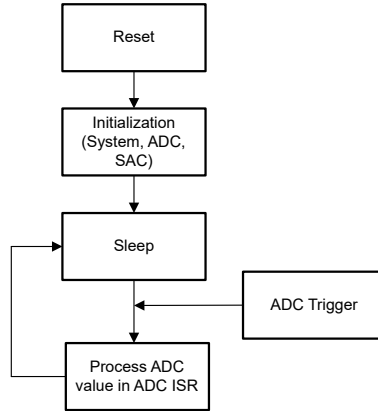 Reset
Initialization
(System, ADC,
SAC)
Sleep
ADC Trigger
Process ADC
value in ADC ISR